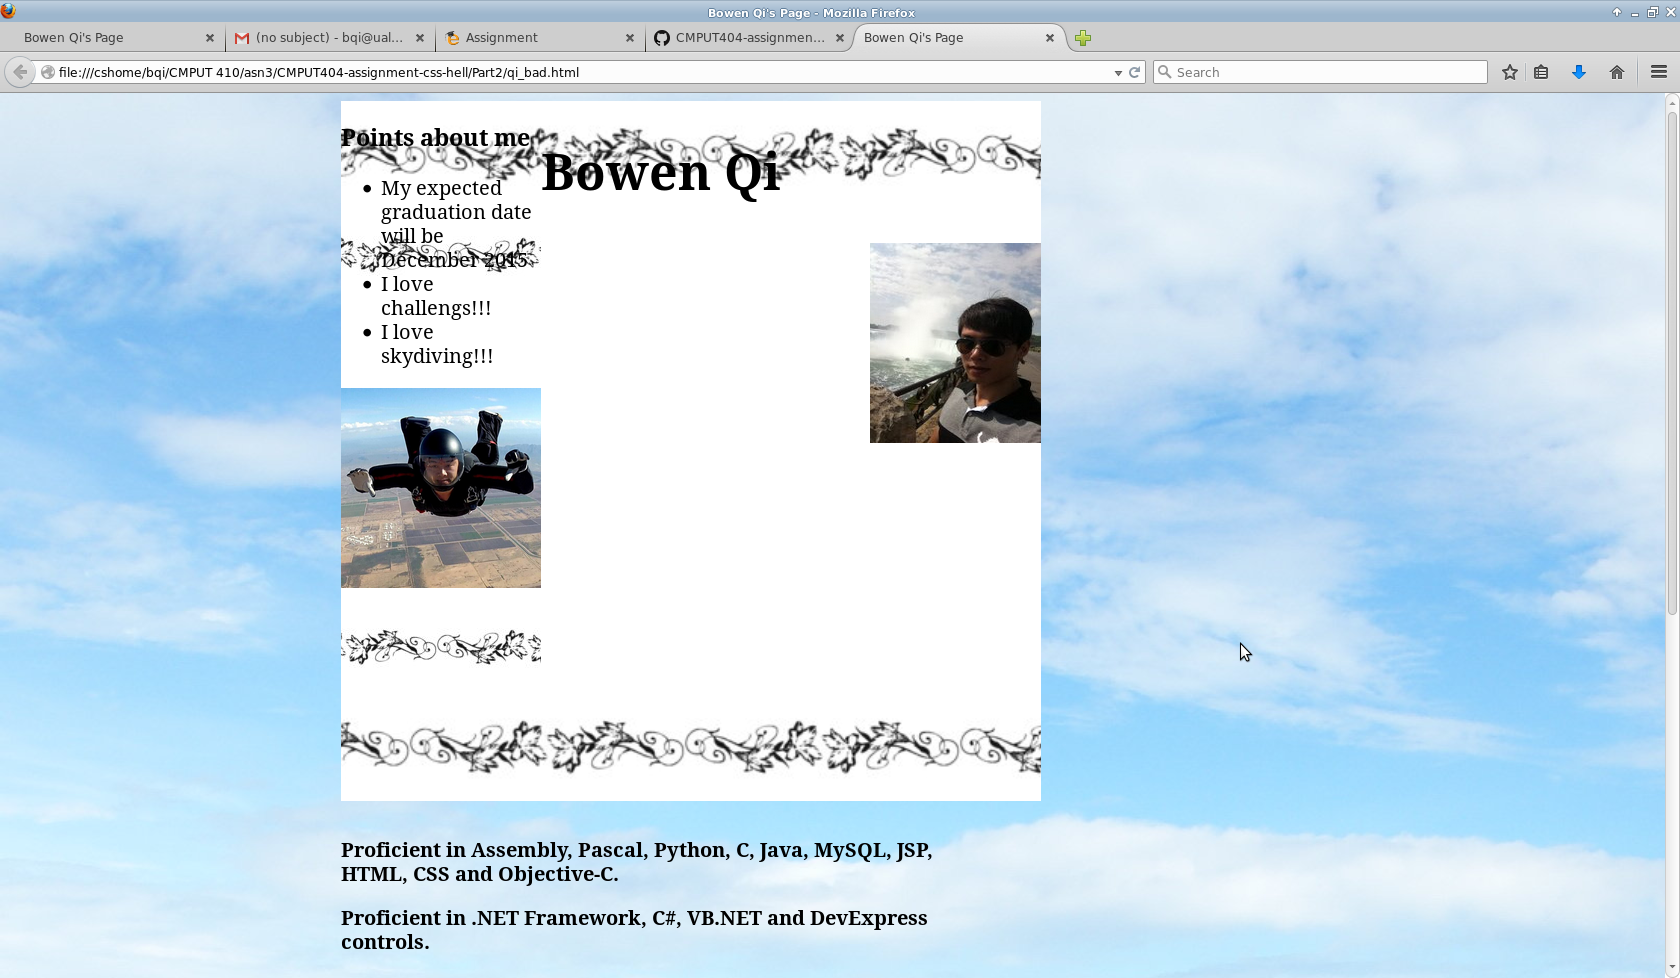 Bowen Qi's Page - Mozilla Firefox
Bowen Qi's Page
(no subject) - bqi@ual...
Assignment
CMPUT404-assignmen...
Bowen Qi's Page
file:///cshome/bqi/CMPUT 410/asn3/CMPUT404-assignment-css-hell/Part2/qi_bad.html
Search
Points about me
Bowen Qi
• My expected
graduation date
will be
December 2015.
• I love
challengs!!!
• I love
skydiving!!!
Proficient in Assembly, Pascal, Python, C, Java, MySQL, JSP,
HTML, CSS and Objective-C.
Proficient in .NET Framework, C#, VB.NET and DevExpress
controls.